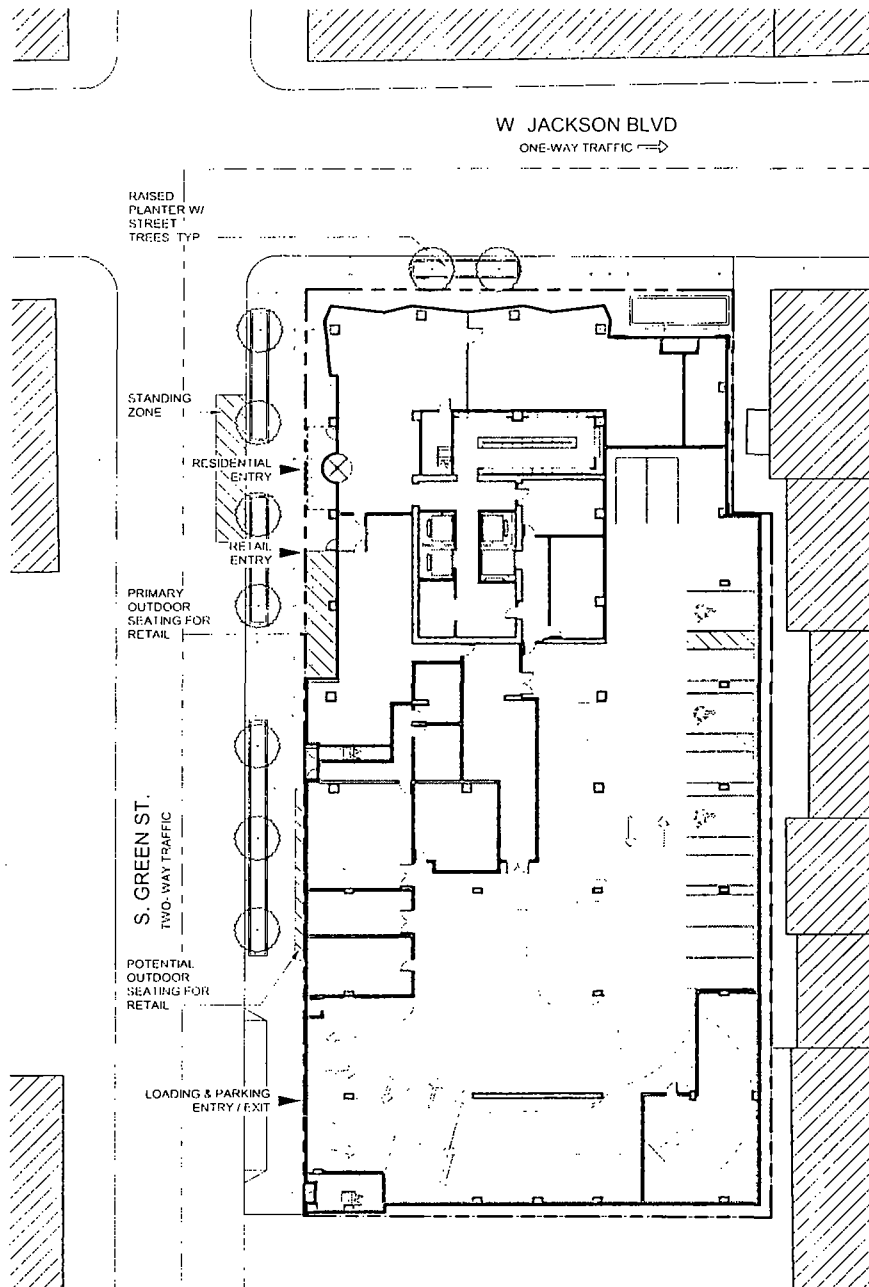 W JACKSON BLVD
ONE-WAY TRAFFIC
RAISED
PLANTER W/
STREET
TREES TYP
STANDING
ZONE
RESIDENTIAL
ENTRY
RETAIL
ENTRY
PRIMARY
OUTDOOR
SEATING FOR
RETAIL
S. GREEN ST.
TWO-WAY TRAFFIC
POTENTIAL
OUTDOOR
SEATING FOR
RETAIL
LOADING & PARKING
ENTRY / EXIT